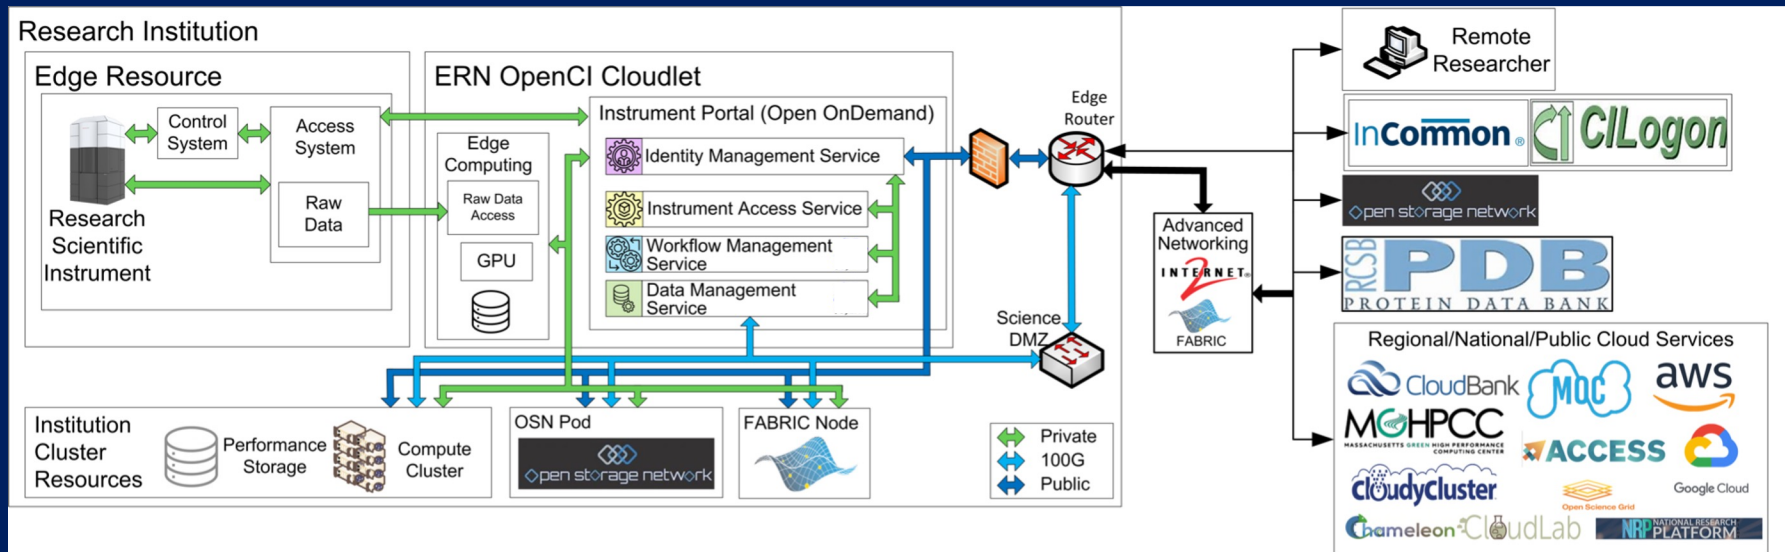 Research Institution
Edge Resource
Control
System
Access
System
Raw
Data
Research
Scientific
Instrument
ERN OpenCI Cloudlet
Edge
Computing
Raw Data
Access
GPU
Instrument Portal (Open OnDemand)
Identity Management Service
Instrument Access Service
Workflow Management
Service
Data Management
Service
Edge
Router
Science
DMZ
Institution
Cluster
Resources
Performance
Storage
Compute
Cluster
OSN Pod
Open storage network
FABRIC Node
Private
100G
Public
Advanced
Networking
INTERNET®
2
FABRIC
Remote
Researcher
InCommon®
CILogon
Open storage network
RCSB
PDB
PROTEIN DATA BANK
Regional/National/Public Cloud Services
CloudBank
MOC
aws
MGHPCC
MASSACHUSETTS GREEN HIGH PERFORMANCE
COMPUTING CENTER
ACCESS
clOudyCluster
Open Science Grid
Google Cloud
Chameleon
CloudLab
NRP NATIONAL RESEARCH
PLATFORM